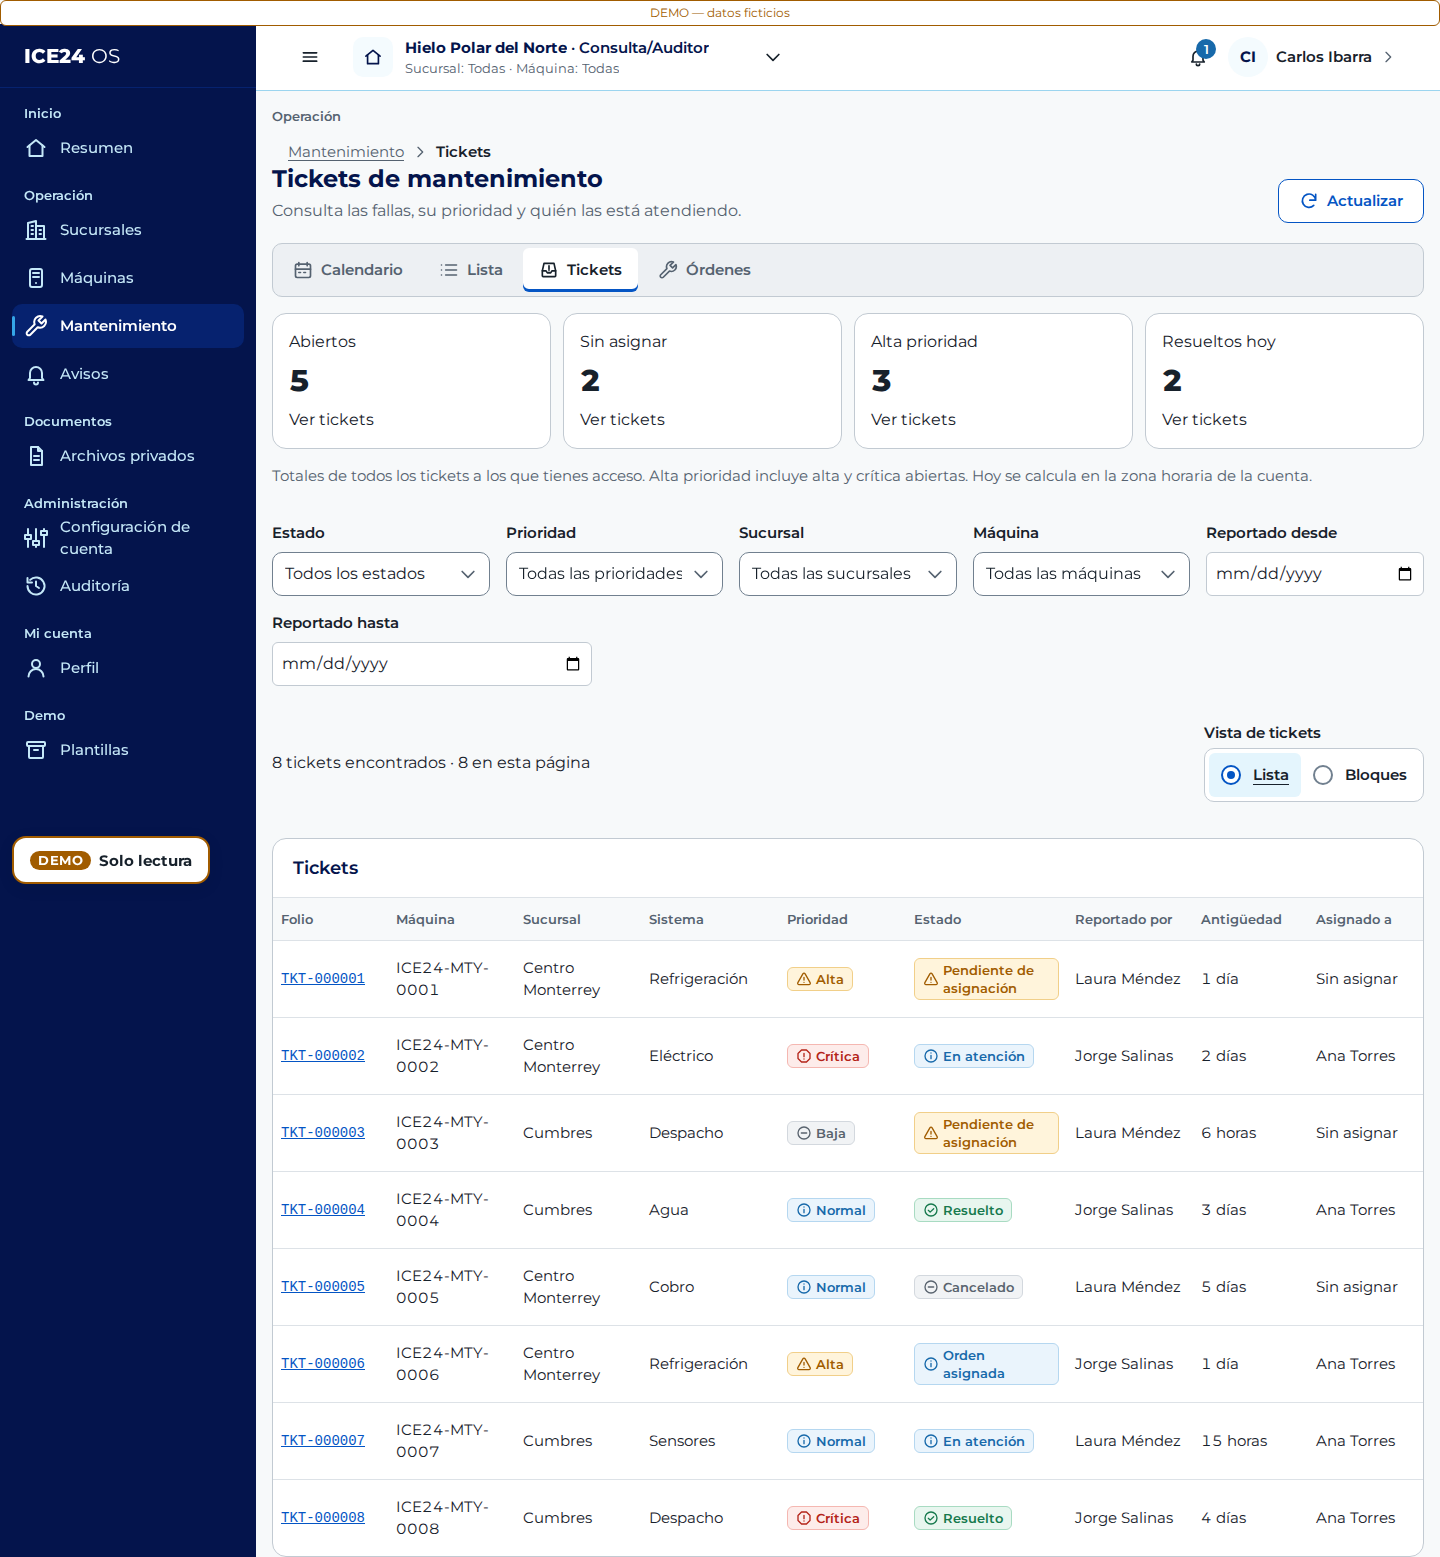 DEMO — datos ficticios
ICE24 OS
Hielo Polar del Norte · Consulta/Auditor
Sucursal: Todas · Máquina: Todas
1
CI
Carlos Ibarra
Inicio
Resumen
Operación
Sucursales
Máquinas
Mantenimiento
Avisos
Documentos
Archivos privados
Administración
Configuración de
cuenta
Auditoría
Mi cuenta
Perfil
Demo
Plantillas
DEMO Solo lectura
Operación
Mantenimiento > Tickets
Tickets de mantenimiento
Consulta las fallas, su prioridad y quién las está atendiendo.
Actualizar
Calendario Lista Tickets Órdenes
Abiertos
5
Ver tickets
Sin asignar
2
Ver tickets
Alta prioridad
3
Ver tickets
Resueltos hoy
2
Ver tickets
Totales de todos los tickets a los que tienes acceso. Alta prioridad incluye alta y crítica abiertas. Hoy se calcula en la zona horaria de la cuenta.
Estado
Todos los estados
Prioridad
Todas las prioridades
Sucursal
Todas las sucursales
Máquina
Todas las máquinas
Reportado desde
mm/dd/yyyy
Reportado hasta
mm/dd/yyyy
8 tickets encontrados · 8 en esta página
Vista de tickets
Lista Bloques
Tickets
Folio Máquina Sucursal Sistema Prioridad Estado Reportado por Antigüedad Asignado a
TKT-000001 ICE24-MTY-0001 Centro Monterrey Refrigeración Alta Pendiente de asignación Laura Méndez 1 día Sin asignar
TKT-000002 ICE24-MTY-0002 Centro Monterrey Eléctrico Crítica En atención Jorge Salinas 2 días Ana Torres
TKT-000003 ICE24-MTY-0003 Cumbres Despacho Baja Pendiente de asignación Laura Méndez 6 horas Sin asignar
TKT-000004 ICE24-MTY-0004 Cumbres Agua Normal Resuelto Jorge Salinas 3 días Ana Torres
TKT-000005 ICE24-MTY-0005 Centro Monterrey Cobro Normal Cancelado Laura Méndez 5 días Sin asignar
TKT-000006 ICE24-MTY-0006 Centro Monterrey Refrigeración Alta Orden asignada Jorge Salinas 1 día Ana Torres
TKT-000007 ICE24-MTY-0007 Cumbres Sensores Normal En atención Laura Méndez 15 horas Ana Torres
TKT-000008 ICE24-MTY-0008 Cumbres Despacho Crítica Resuelto Jorge Salinas 4 días Ana Torres